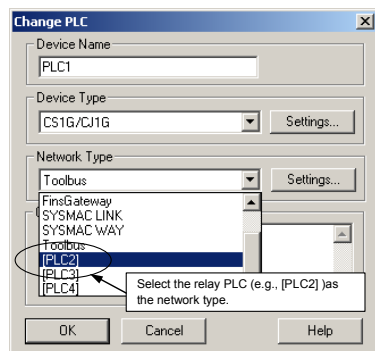 Change PLC
Device Name
PLC1
Device Type
CS1G/CJ1G
Settings...
Network Type
Toolbus
Settings...
FinsGateway
SYSMAC LINK
SYSMAC WAY
Toolbus
[PLC2]
[PLC3]
[PLC4]
Select the relay PLC (e.g., [PLC2] )as
the network type.
OK
Cancel
Help